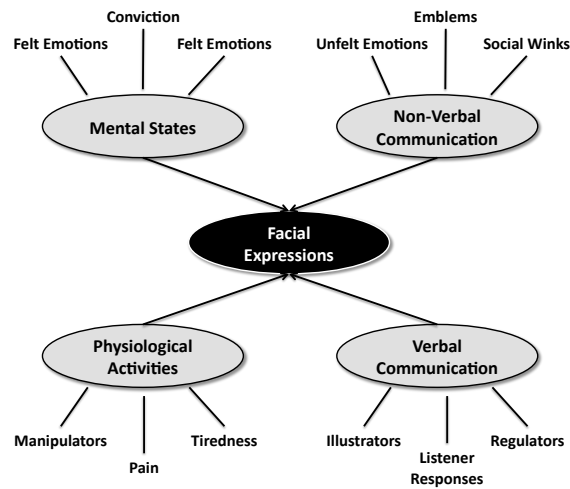 Conviction
Felt Emotions
Felt Emotions
Mental States
Emblems
Unfelt Emotions
Social Winks
Non-Verbal
Communication
Facial
Expressions
Physiological
Activities
Manipulators
Pain
Tiredness
Verbal
Communication
Illustrators
Listener
Responses
Regulators